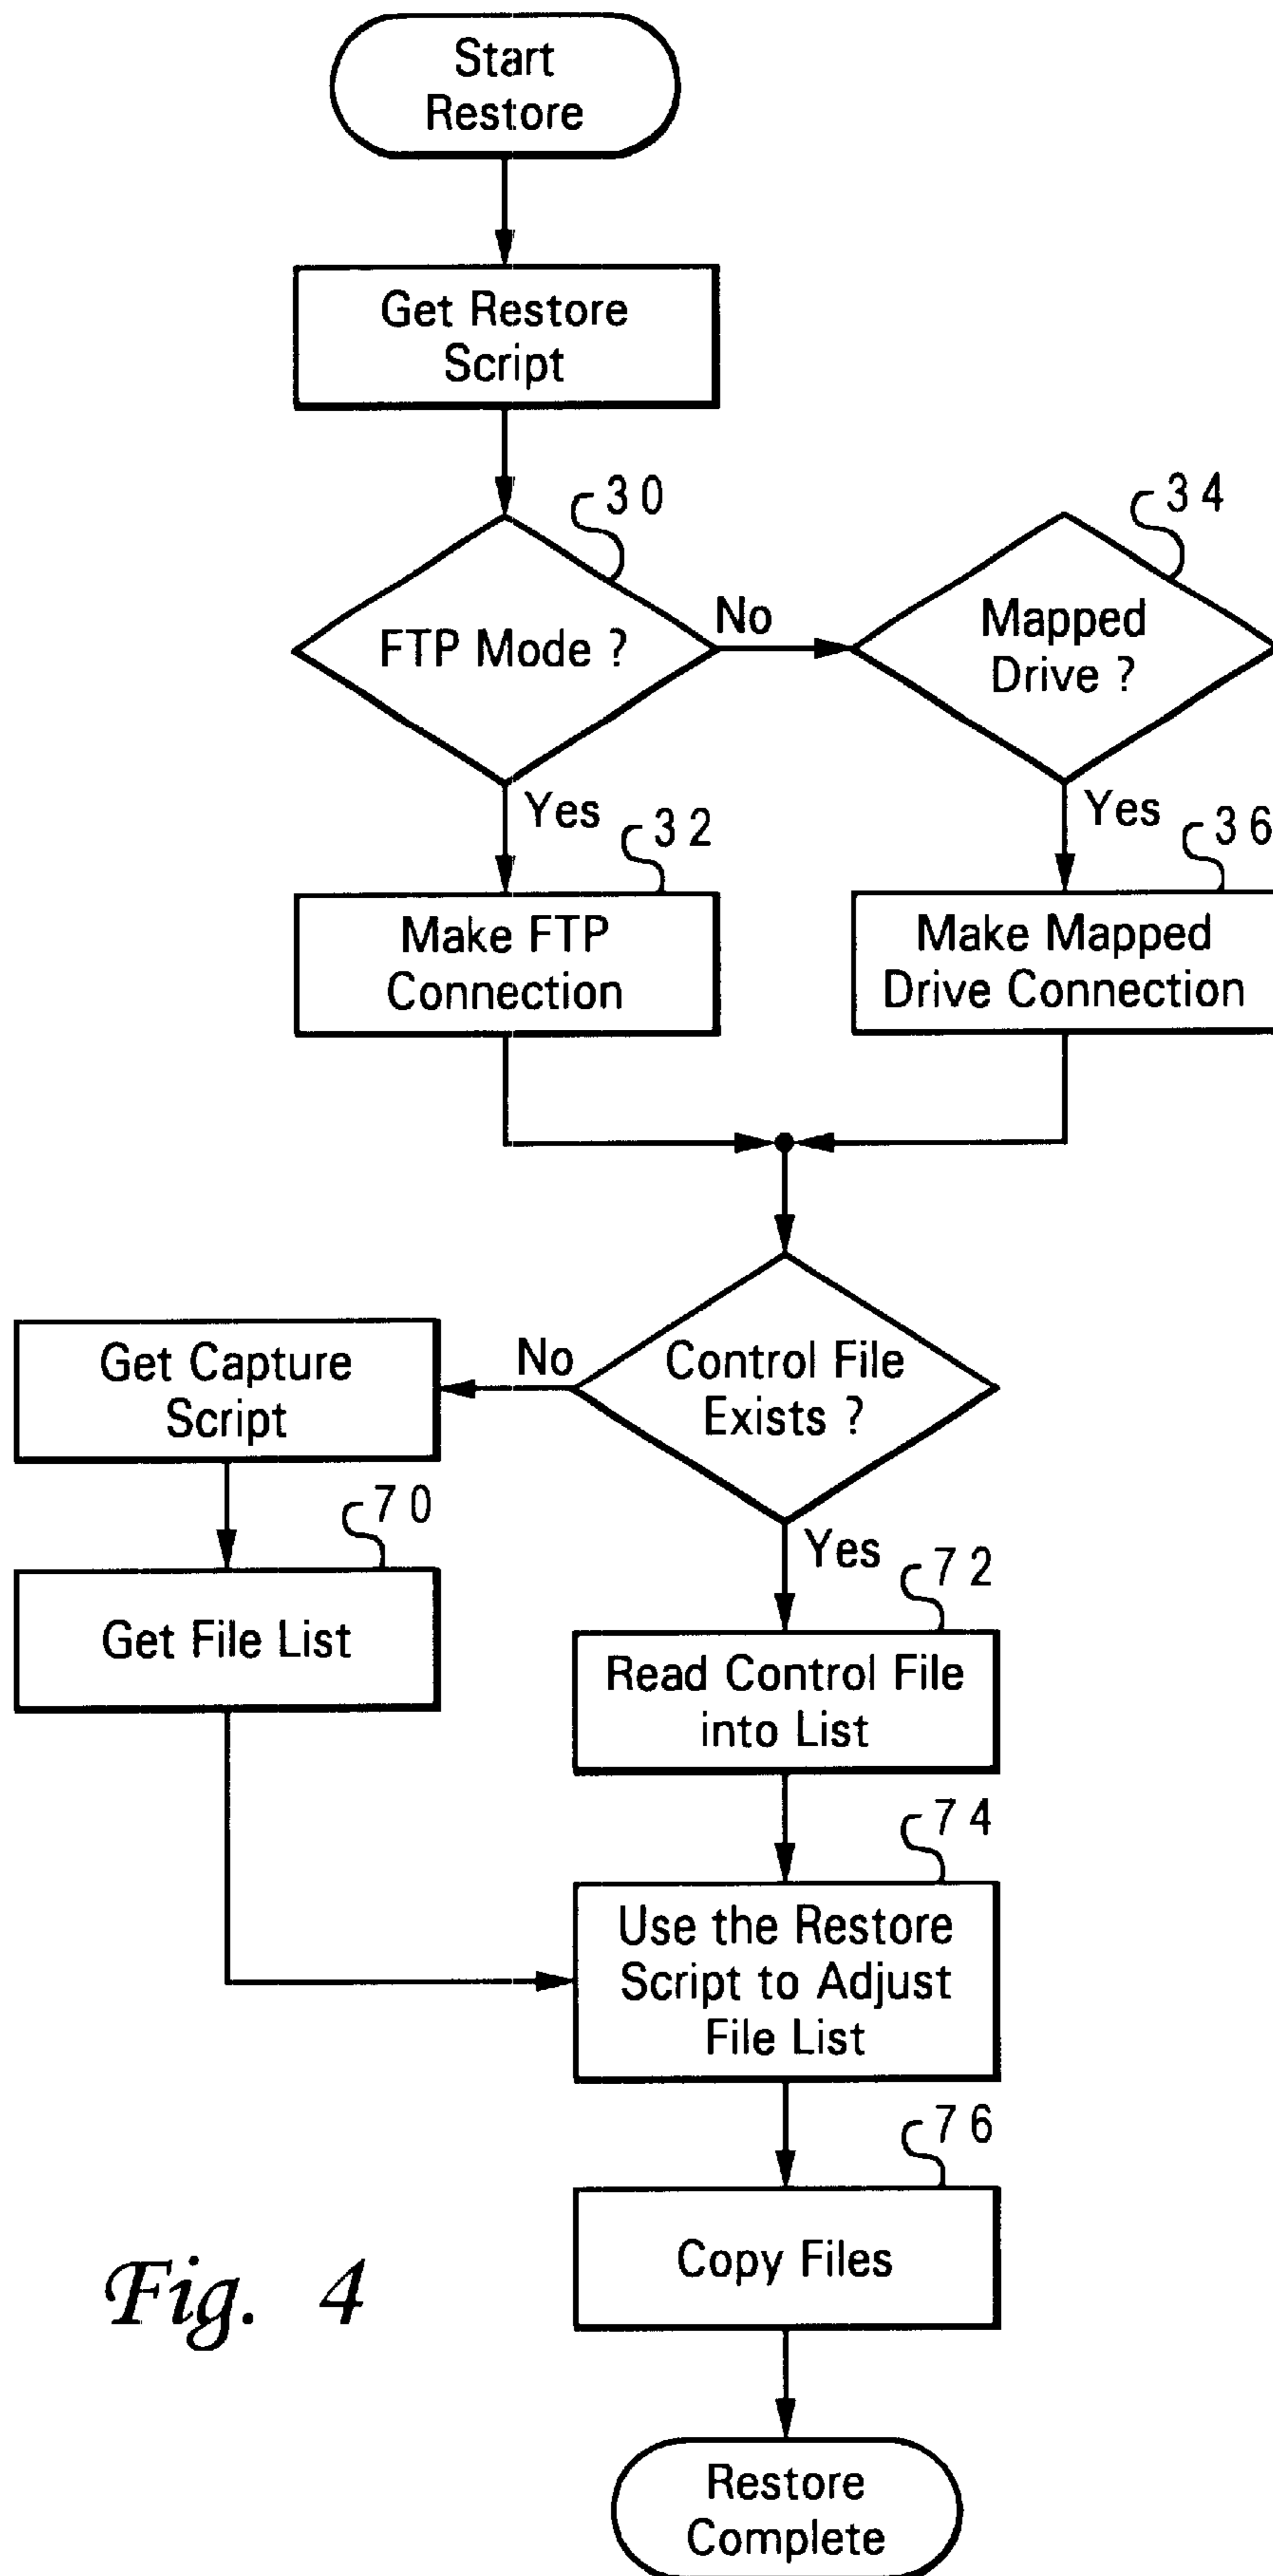 Start
Restore
Get Restore
Script
30
34
FTP Mode ?
No
Mapped
Drive ?
Yes
32
Yes
36
Make FTP
Connection
Make Mapped
Drive Connection
Get Capture
Script
No
Control File
Exists ?
70
Yes
72
Get File List
Read Control File
into List
74
Use the Restore
Script to Adjust
File List
76
Copy Files
Fig. 4
Restore
Complete